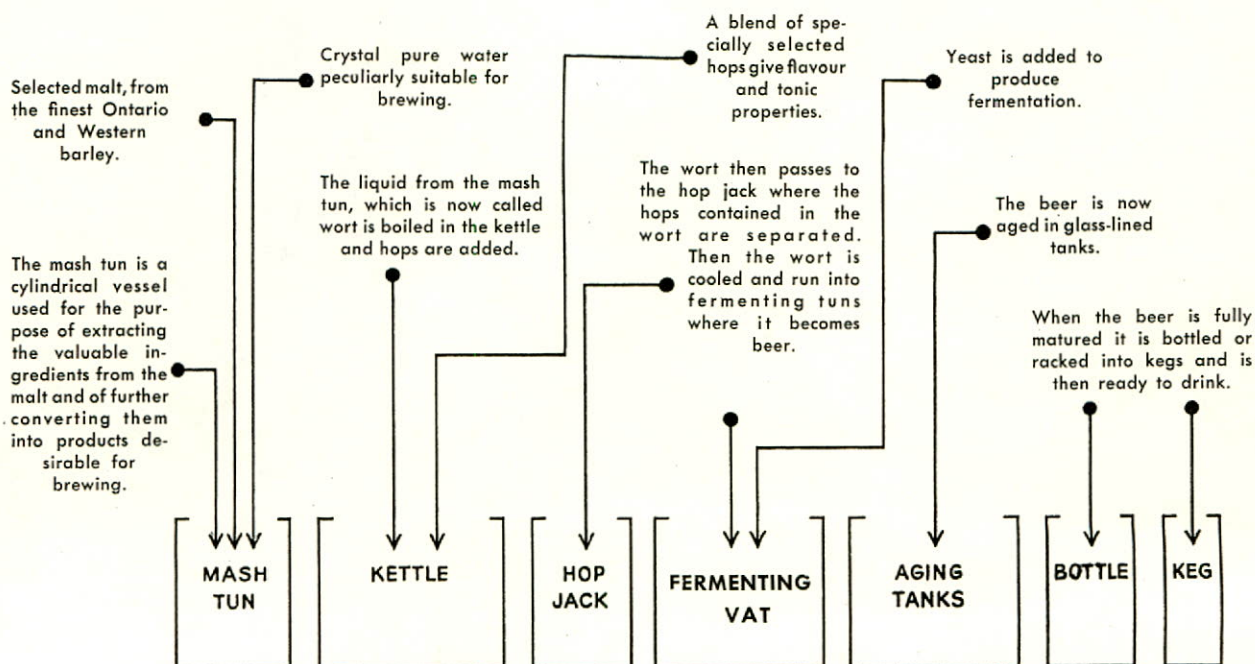 Selected malt, from
the finest Ontario
and Western
barley.
Crystal pure water
peculiarly suitable for
brewing.
A blend of spe-
cially selected
hops give flavour
and tonic
properties.
Yeast is added to
produce
fermentation.
The mash tun is a
cylindrical vessel
used for the pur-
pose of extracting
the valuable in-
gredients from the
malt and of further
converting them
into products de-
sirable for
brewing.
The liquid from the mash
tun, which is now called
wort is boiled in the kettle
and hops are added.
The wort then passes to
the hop jack where the
hops contained in the
wort are separated.
Then the wort is
cooled and run into
fermenting tuns
where it becomes
beer.
The beer is now
aged in glass-lined
tanks.
When the beer is fully
matured it is bottled or
racked into kegs and is
then ready to drink.
MASH
TUN
KETTLE
HOP
JACK
FERMENTING
VAT
AGING
TANKS
BOTTLE
KEG